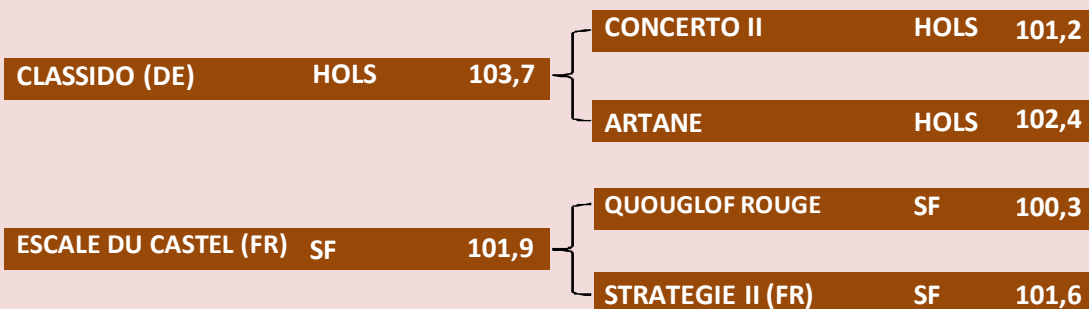 CONCERTO II HOLS 101,2
CLASSIDO (DE) HOLS 103,7
ARTANE HOLS 102,4
QUOUGLOF ROUGE SF 100,3
ESCALE DU CASTEL (FR) SF 101,9
STRATEGIE II (FR) SF 101,6